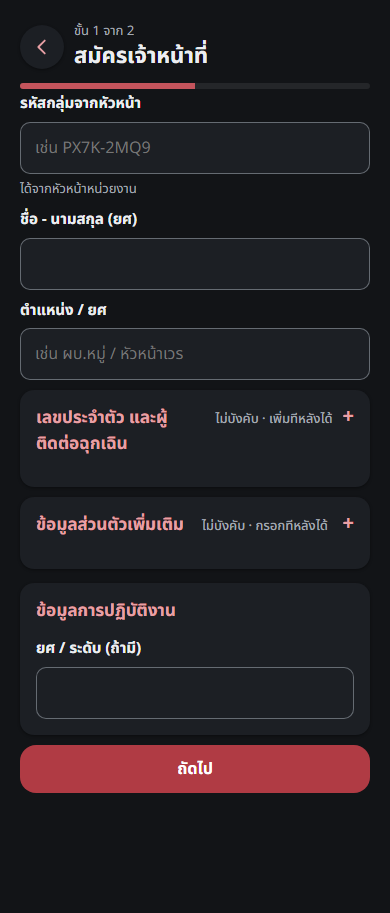 ขั้น 1 จาก 2
สมัครเจ้าหน้าที่
รหัสกลุ่มจากหัวหน้า
เช่น PX7K-2MQ9
ได้จากหัวหน้าหน่วยงาน
ชื่อ - นามสกุล (ยศ)
ตำแหน่ง / ยศ
เช่น ผบ.หมู่ / หัวหน้าเวร
เลขประจำตัว และผู้ติดต่อฉุกเฉิน
ไม่บังคับ · เพิ่มทีหลังได้ +
ข้อมูลส่วนตัวเพิ่มเติม ไม่บังคับ · กรอกทีหลังได้ +
ข้อมูลการปฏิบัติงาน
ยศ / ระดับ (ถ้ามี)
ถัดไป